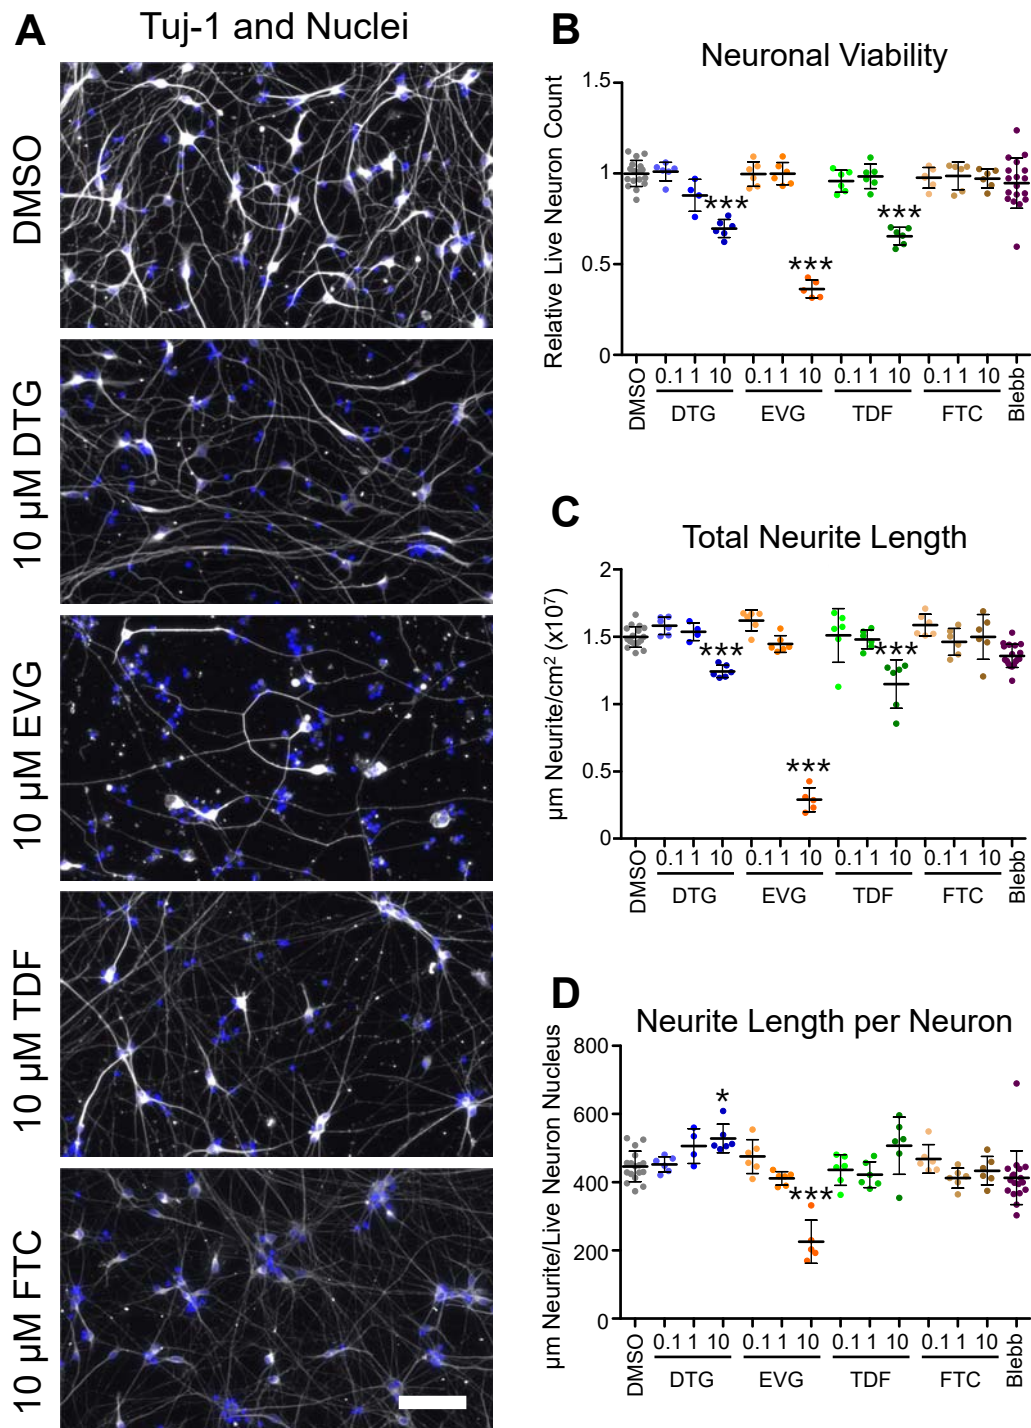 A
Tuj-1 and Nuclei
DMSO
10 µM DTG
10 µM EVG
10 µM TDF
10 µM FTC
B
Neuronal Viability
Relative Live Neuron Count
1.5
1
0.5
0
***
***
***
DMSO
0.1 1 10
DTG
0.1 1 10
EVG
0.1 1 10
TDF
0.1 1 10
FTC
Blebb
C
Total Neurite Length
µm Neurite/cm² (x10⁷)
2
1.5
1
0.5
0
***
***
***
DMSO
0.1 1 10
DTG
0.1 1 10
EVG
0.1 1 10
TDF
0.1 1 10
FTC
Blebb
D
Neurite Length per Neuron
µm Neurite/Live Neuron Nucleus
800
600
400
200
0
*
***
DMSO
0.1 1 10
DTG
0.1 1 10
EVG
0.1 1 10
TDF
0.1 1 10
FTC
Blebb